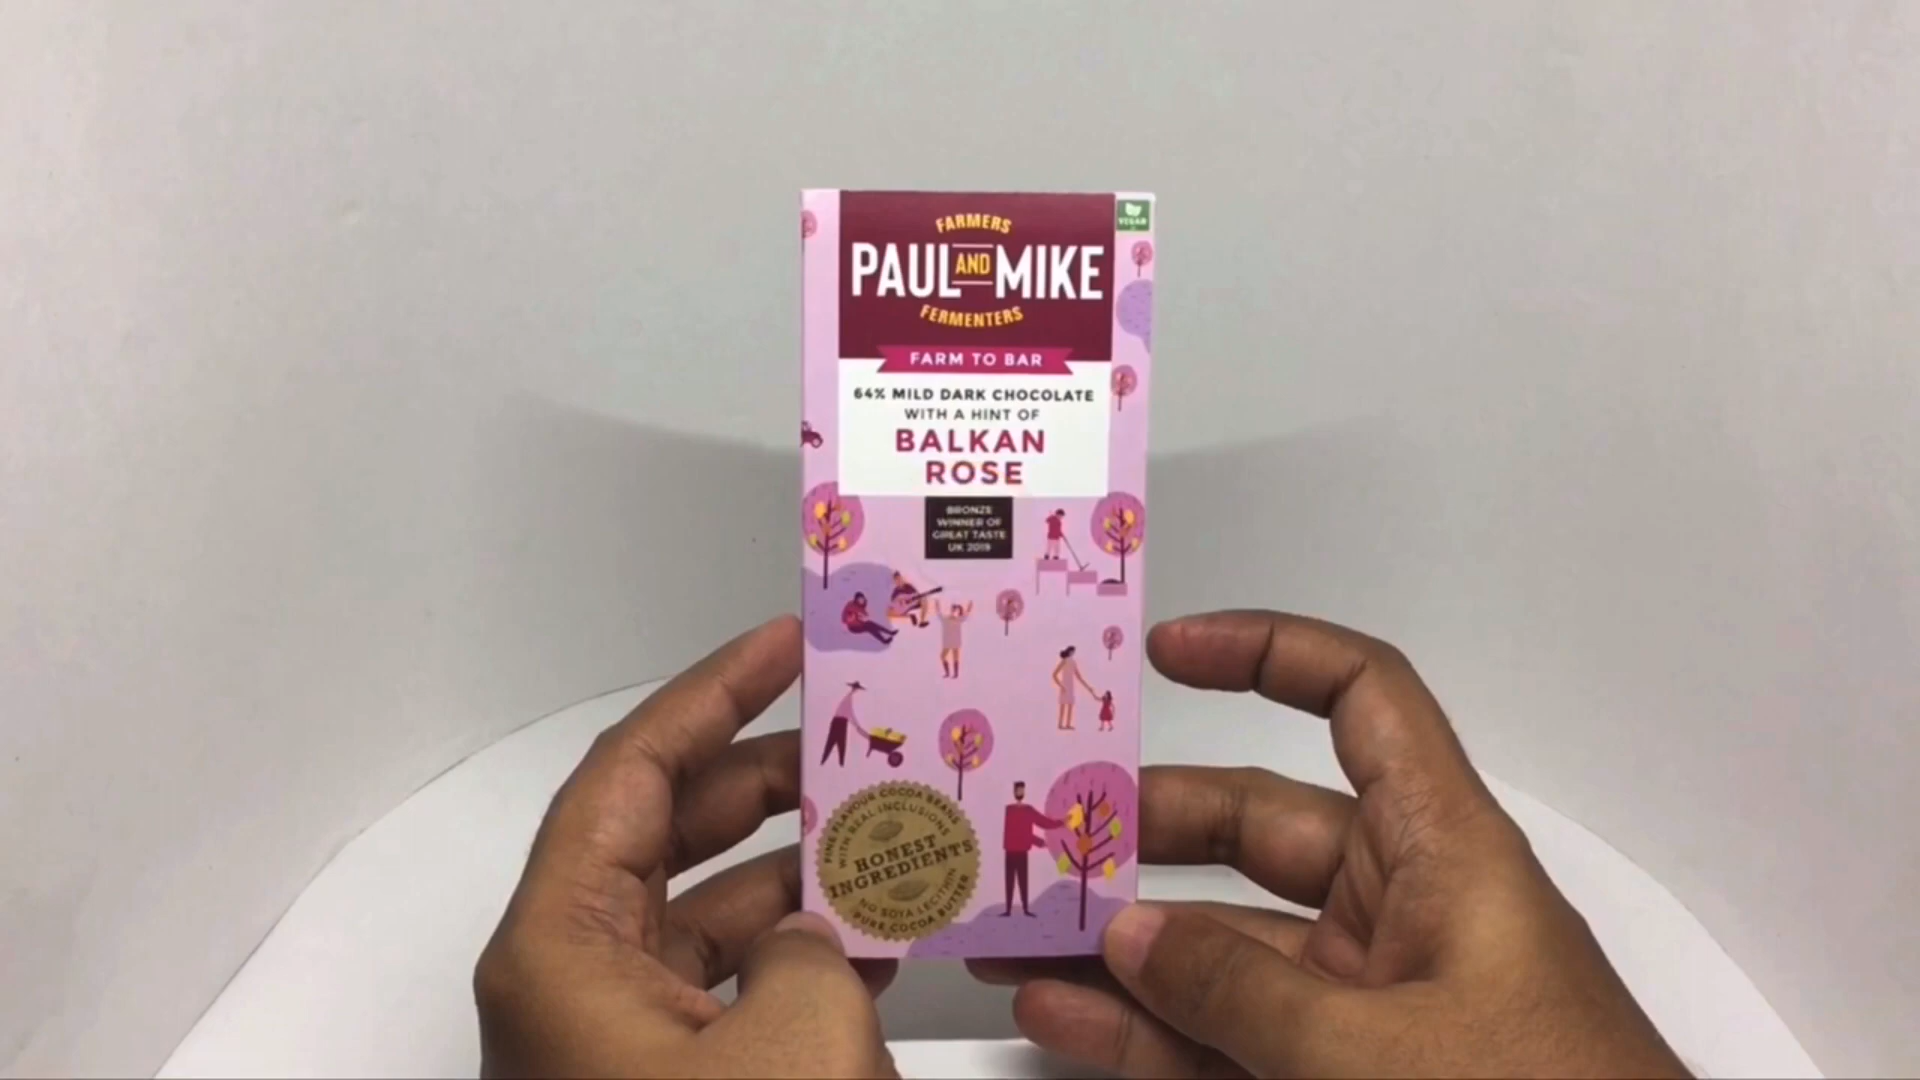 VEGAN
FARMERS
PAUL AND MIKE
FERMENTERS
FARM TO BAR
64% MILD DARK CHOCOLATE
WITH A HINT OF
BALKAN
ROSE
BRONZE
WINNER OF
GREAT TASTE
UK 2019
FINE FLAVOUR COCOA BEANS
WITH REAL INCLUSIONS
HONEST
INGREDIENTS
NO SOYA LECITHIN
PURE COCOA BUTTER